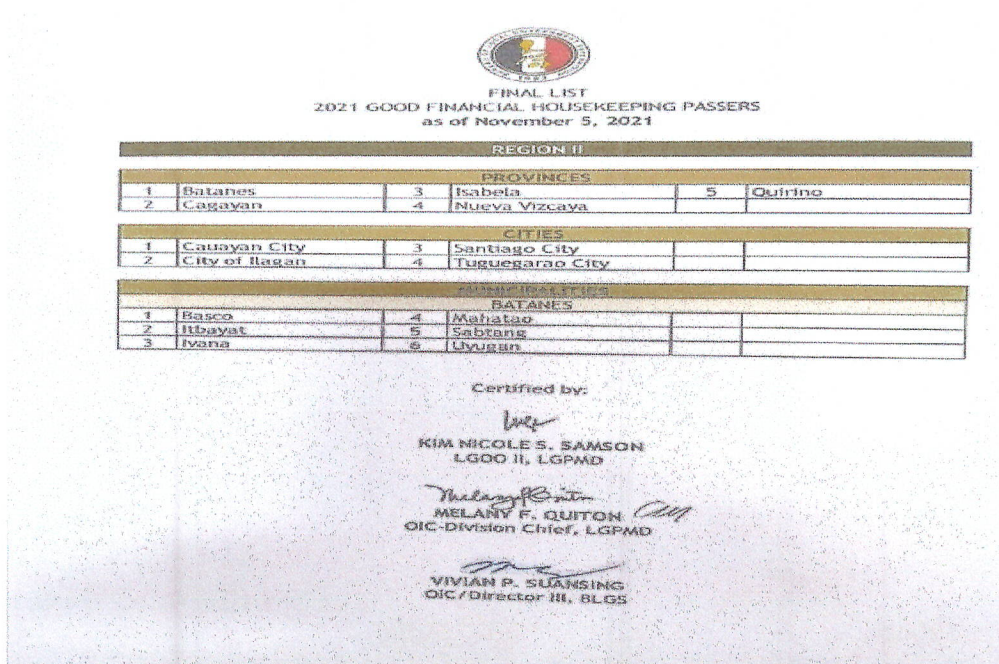 FINAL LIST
2021 GOOD FINANCIAL HOUSEKEEPING PASSERS
as of November 5, 2021
REGION II
PROVINCES
1 Batanes 3 Isabela 5 Quirino
2 Cagayan 4 Nueva Vizcaya
CITIES
1 Cauayan City 3 Santiago City
2 City of Ilagan 4 Tuguegarao City
MUNICIPALITIES
BATANES
1 Basco 4 Mahatao
2 Itbayat 5 Sabtang
3 Ivana 6 Uyugan
Certified by:
KIM NICOLE S. SAMSON
LGOO II, LGPMD
MELANY F. QUITON
OIC-Division Chief, LGPMD
VIVIAN P. SUANSING
OIC/Director III, BLGS